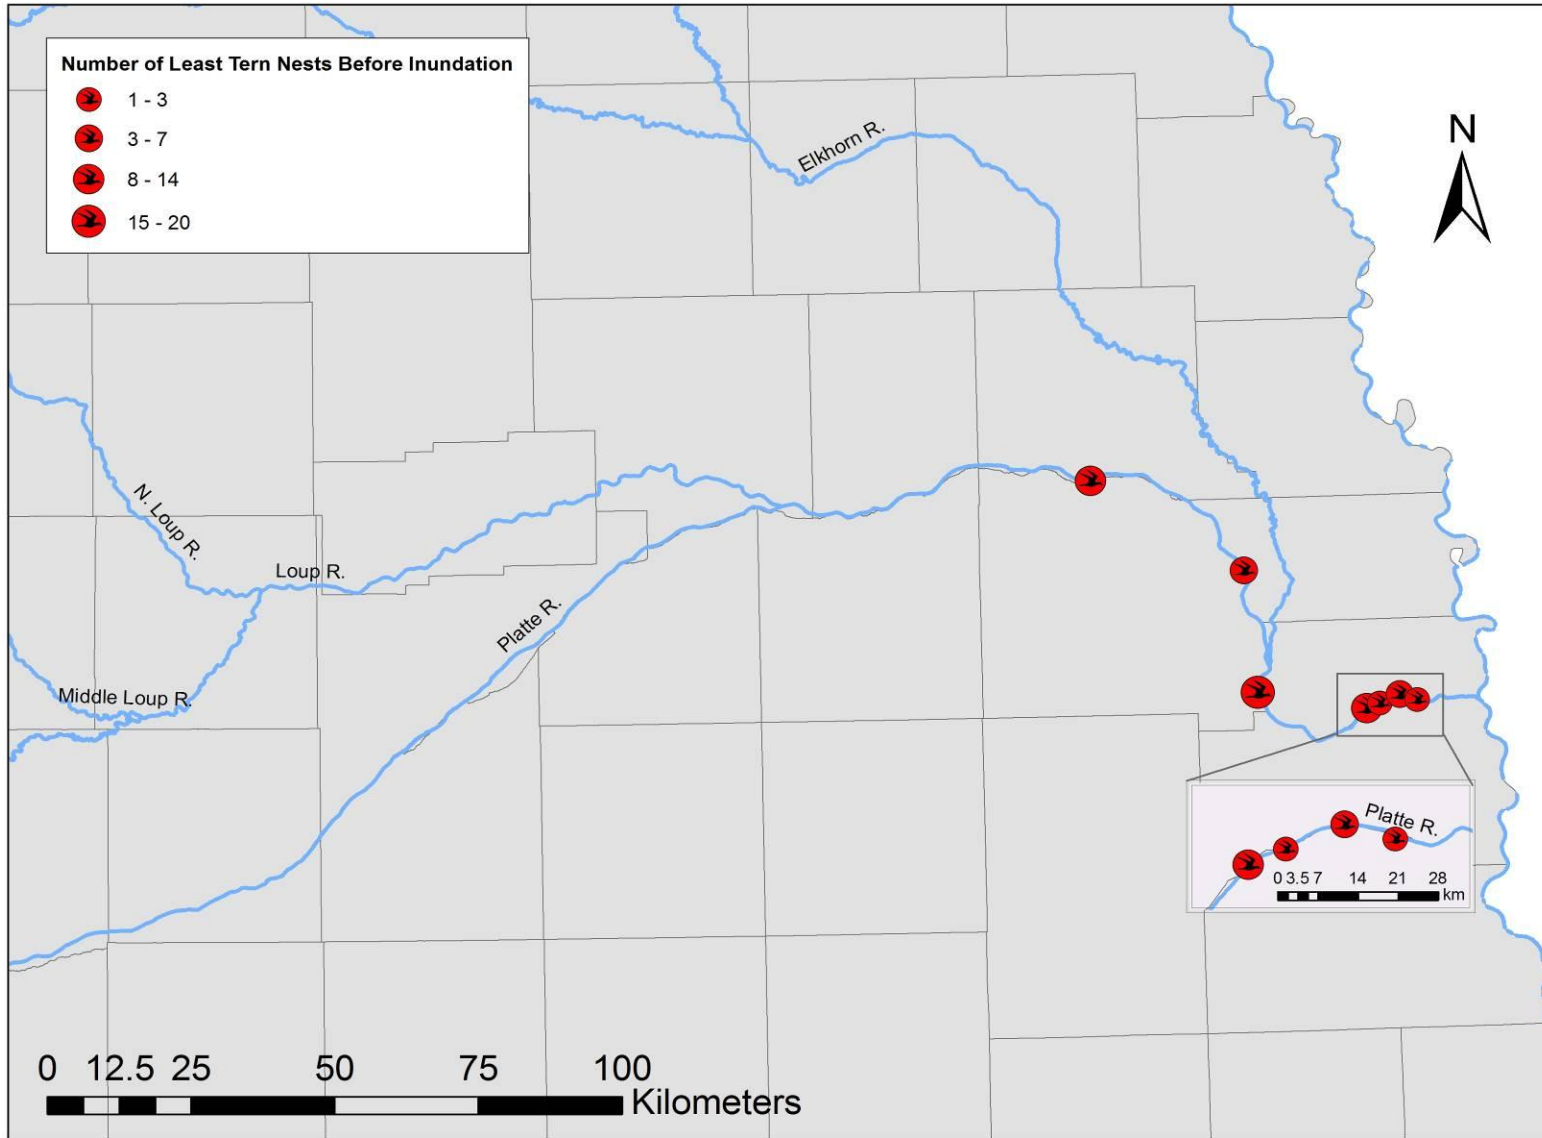 Number of Least Tern Nests Before Inundation
1 - 3
3 - 7
8 - 14
15 - 20
N
Elkhorn R.
N. Loup R.
Loup R.
Platte R.
Middle Loup R.
Platte R.
0 3.5 7 14 21 28
km
0 12.5 25 50 75 100
Kilometers